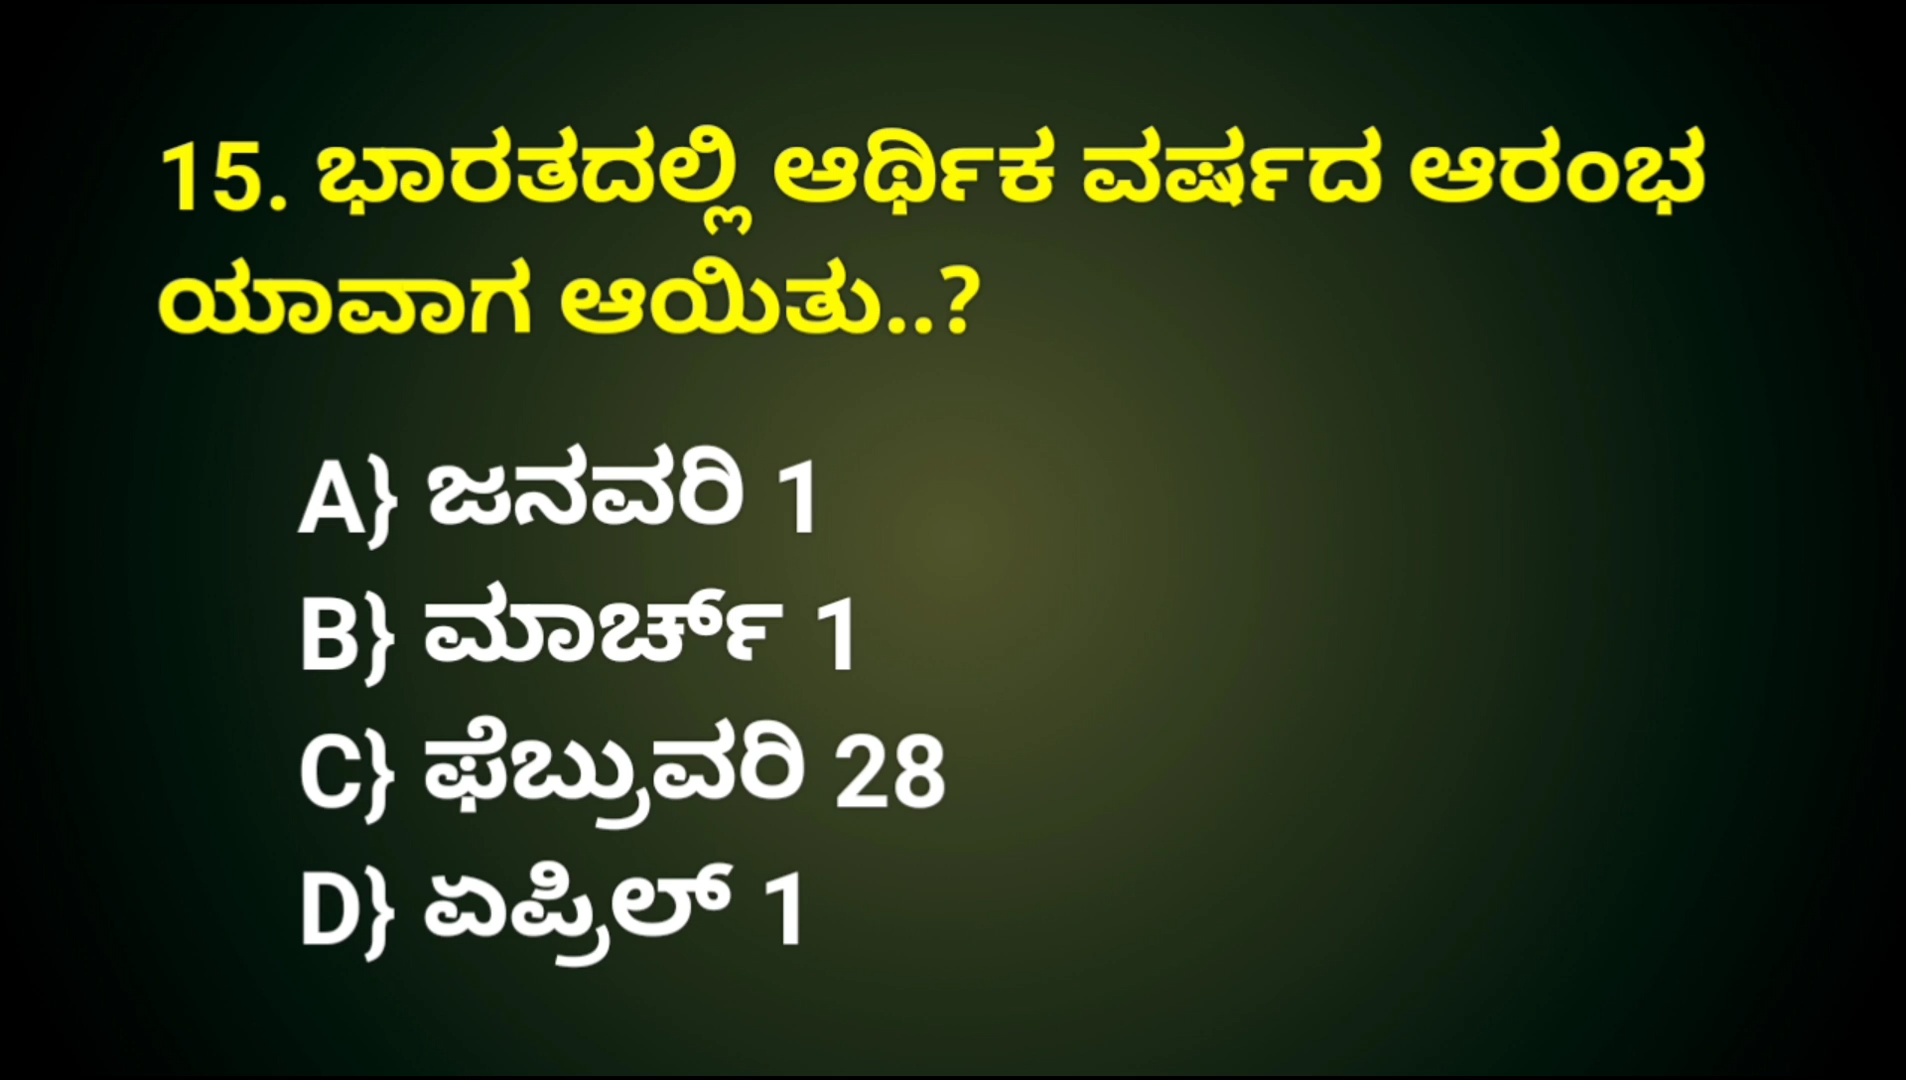 15. ಭಾರತದಲ್ಲಿ ಆರ್ಥಿಕ ವರ್ಷದ ಆರಂಭ
ಯಾವಾಗ ಆಯಿತು..?
A} ಜನವರಿ 1
B} ಮಾರ್ಚ್ 1
C} ಫೆಬ್ರುವರಿ 28
D} ಏಪ್ರಿಲ್ 1